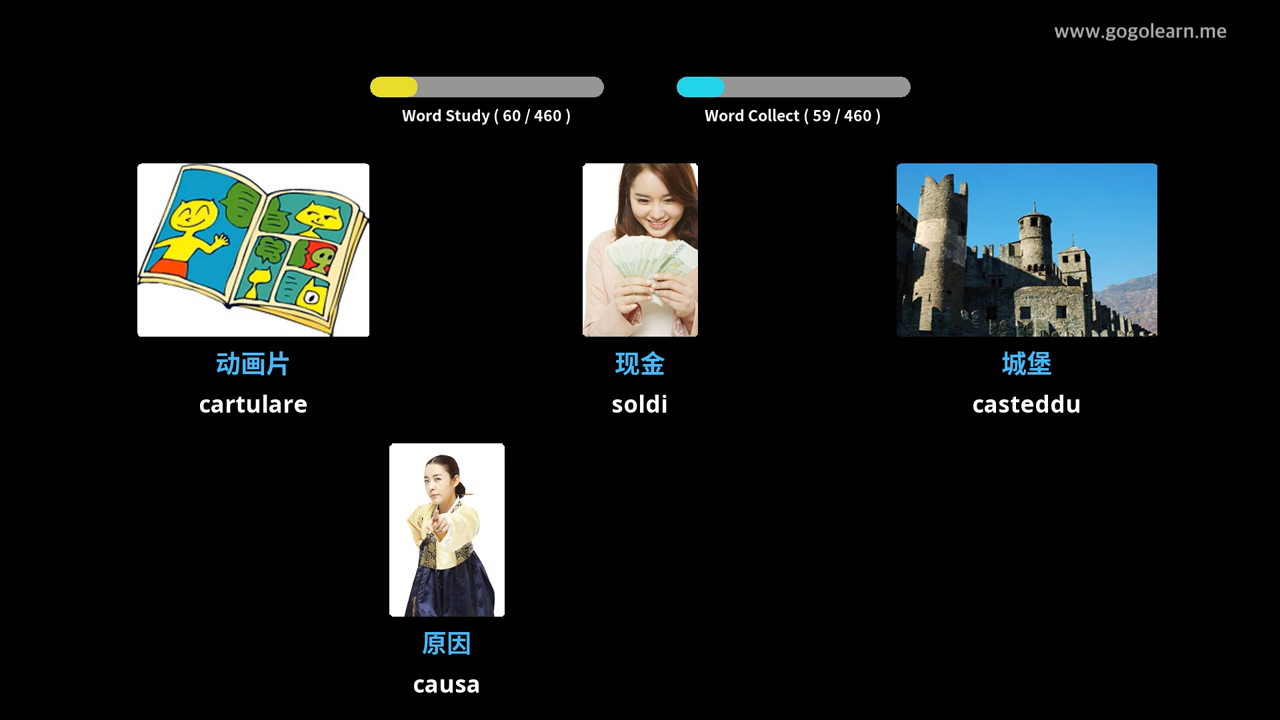 www.gogolearn.me
Word Study ( 60 / 460 )
Word Collect ( 59 / 460 )
动画片
cartulare
现金
soldi
城堡
casteddu
原因
causa